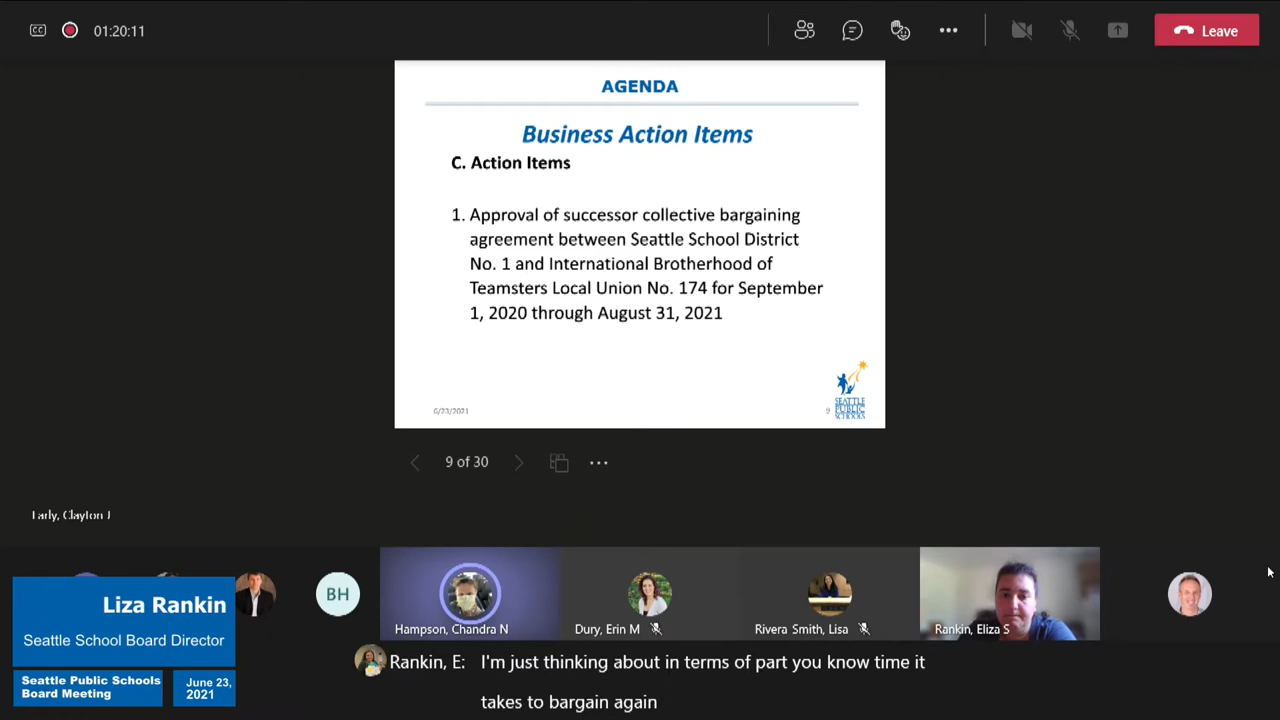 01:20:11
Leave
AGENDA
Business Action Items
C. Action Items
1. Approval of successor collective bargaining
agreement between Seattle School District
No. 1 and International Brotherhood of
Teamsters Local Union No. 174 for September
1, 2020 through August 31, 2021
6/23/2021
9
SEATTLE
PUBLIC
SCHOOLS
9 of 30
Clayton J
BH
Hampson, Chandra N
Dury, Erin M
Rivera Smith, Lisa
Rankin, Eliza S
Liza Rankin
Seattle School Board Director
Seattle Public Schools
Board Meeting
June 23,
2021
Rankin, E: I'm just thinking about in terms of part you know time it
takes to bargain again